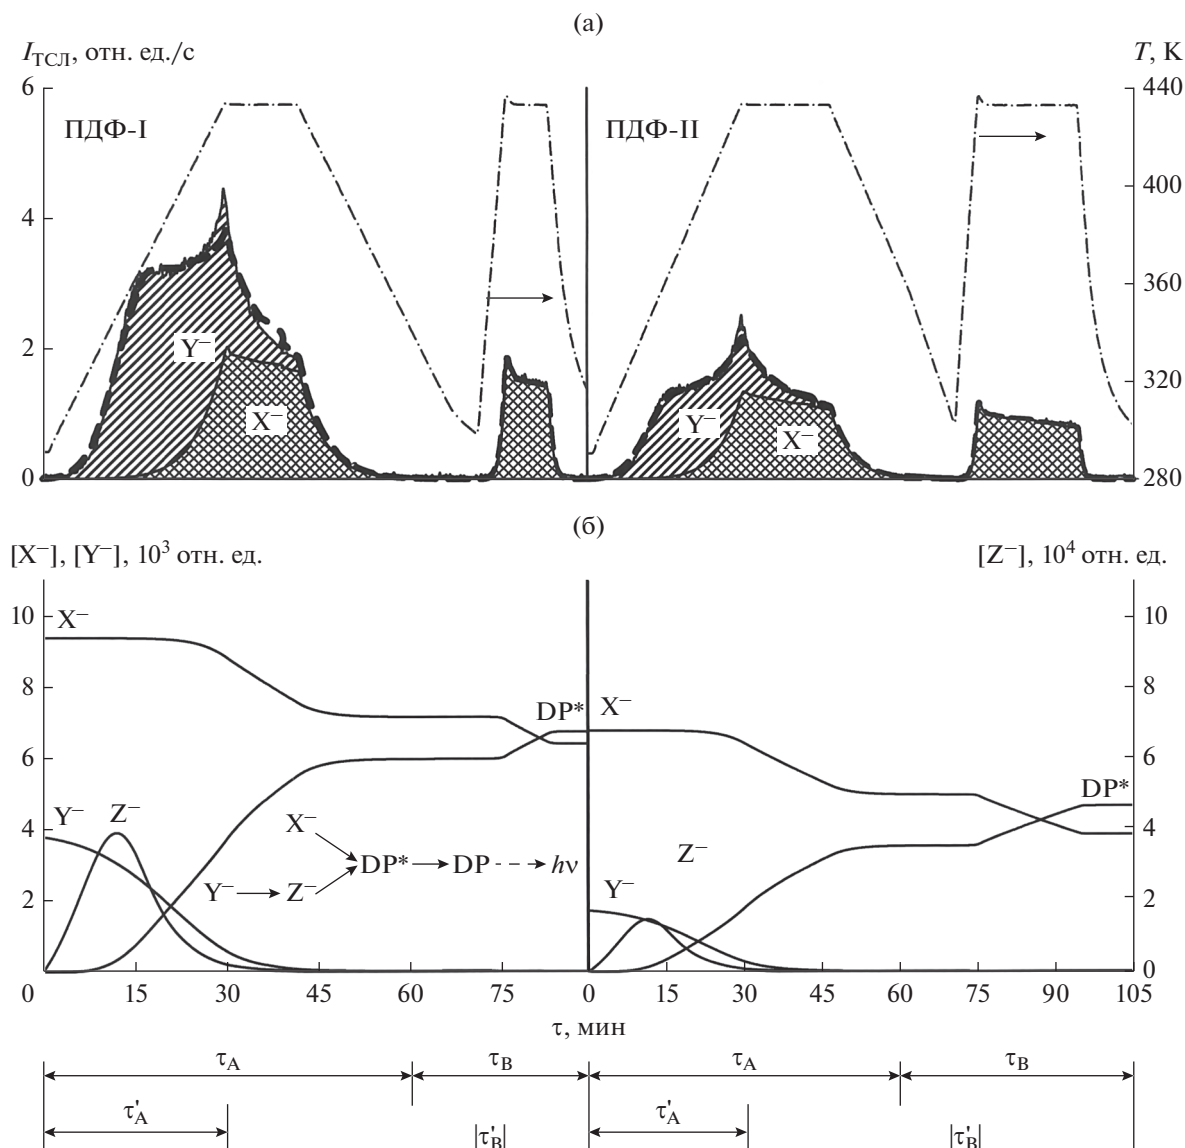 (а)
I_ТСЛ, отн. ед./с T, K
6 440
ПДФ-I ПДФ-II
400
4
360
Y⁻
2 320
X⁻ Y⁻ X⁻
0 280
(б)
[X⁻], [Y⁻], 10³ отн. ед. [Z⁻], 10⁴ отн. ед.
10 X⁻ 10
8 DP* X⁻ 8
6 6
DP*
Y⁻ Z⁻
4 X⁻ 4
Z⁻
DP* DP hν
Y⁻ Z⁻ Y⁻
2 2
0
0 15 30 45 60 75 0 15 30 45 60 75 90 105
τ, мин
τ_A τ_B τ_A τ_B
τ'_A τ'_B τ'_A τ'_B